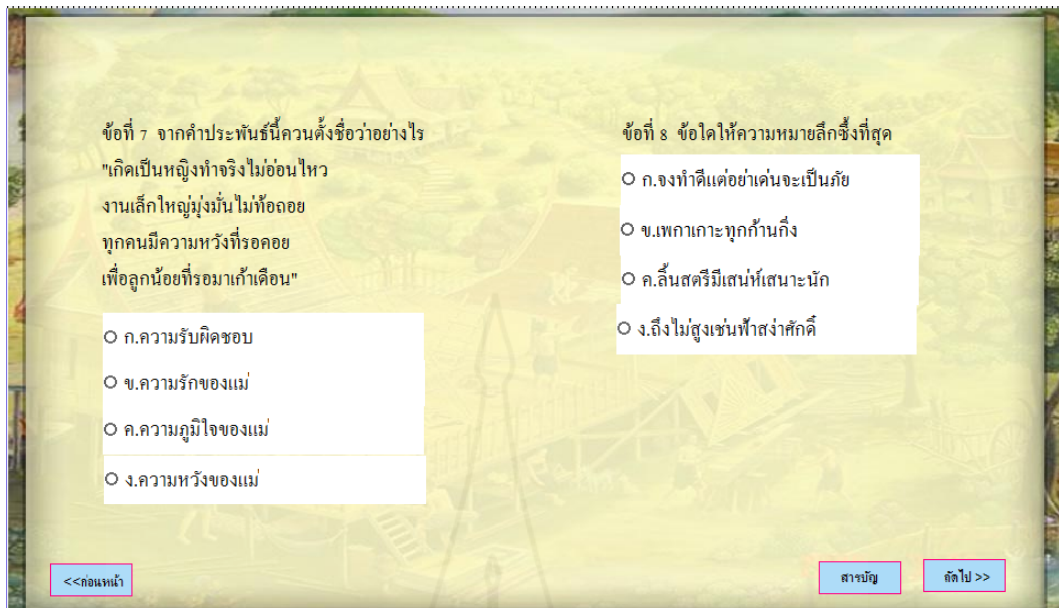 ข้อที่ 7 จากคำประพันธ์นี้ควนตั้งชื่อว่าอย่างไร
"เกิดเป็นหญิงทำจริงไม่อ่อนไหว
งานเล็กใหญ่มุ่งมั่นไม่ท้อถอย
ทุกคนมีความหวังที่รอคอย
เพื่อลูกน้อยที่รอมาเก้าเดือน"
ก.ความรับผิดชอบ
ข.ความรักของแม่
ค.ความภูมิใจของแม่
ง.ความหวังของแม่
ข้อที่ 8 ข้อใดให้ความหมายลึกซึ้งที่สุด
ก.จงทำดีแต่อย่าเด่นจะเป็นภัย
ข.เพกาเกาะทุกก้านกิ่ง
ค.ลิ้นสตรีมีเสน่ห์เสนาะนัก
ง.ถึงไม่สูงเช่นฟ้าสง่าศักดิ์
<<ก่อนหน้า
สารบัญ
ถัดไป >>